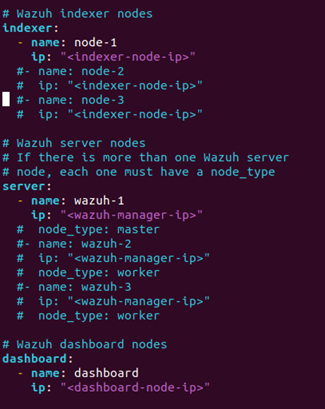 # Wazuh indexer nodes
indexer:
  - name: node-1
    ip: "<indexer-node-ip>"
  #- name: node-2
  #  ip: "<indexer-node-ip>"
  #- name: node-3
  #  ip: "<indexer-node-ip>"

# Wazuh server nodes
# If there is more than one Wazuh server
# node, each one must have a node_type
server:
  - name: wazuh-1
    ip: "<wazuh-manager-ip>"
  #  node_type: master
  #- name: wazuh-2
  #  ip: "<wazuh-manager-ip>"
  #  node_type: worker
  #- name: wazuh-3
  #  ip: "<wazuh-manager-ip>"
  #  node_type: worker

# Wazuh dashboard nodes
dashboard:
  - name: dashboard
    ip: "<dashboard-node-ip>"